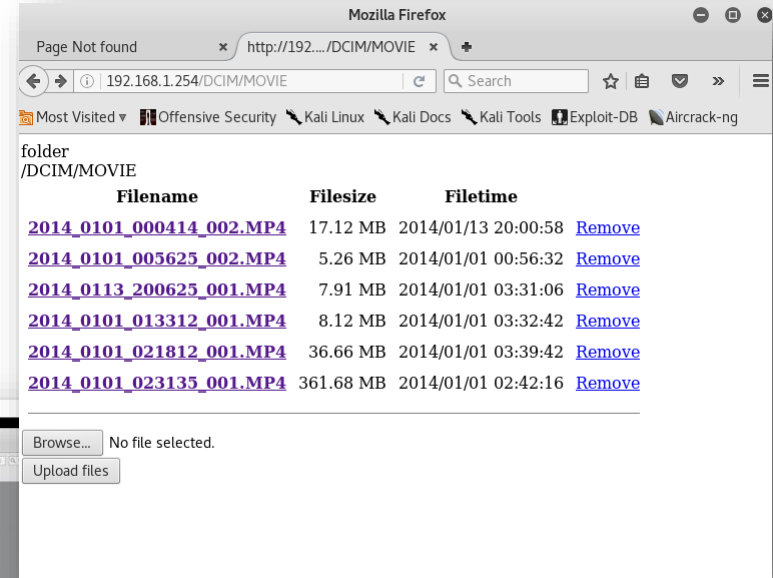 Mozilla Firefox
Page Not found
http://192..../DCIM/MOVIE
192.168.1.254/DCIM/MOVIE
Search
Most Visited Offensive Security Kali Linux Kali Docs Kali Tools Exploit-DB Aircrack-ng
folder
/DCIM/MOVIE
Filename Filesize Filetime
2014_0101_000414_002.MP4 17.12 MB 2014/01/13 20:00:58 Remove
2014_0101_005625_002.MP4 5.26 MB 2014/01/01 00:56:32 Remove
2014_0113_200625_001.MP4 7.91 MB 2014/01/01 03:31:06 Remove
2014_0101_013312_001.MP4 8.12 MB 2014/01/01 03:32:42 Remove
2014_0101_021812_001.MP4 36.66 MB 2014/01/01 03:39:42 Remove
2014_0101_023135_001.MP4 361.68 MB 2014/01/01 02:42:16 Remove
Browse... No file selected.
Upload files